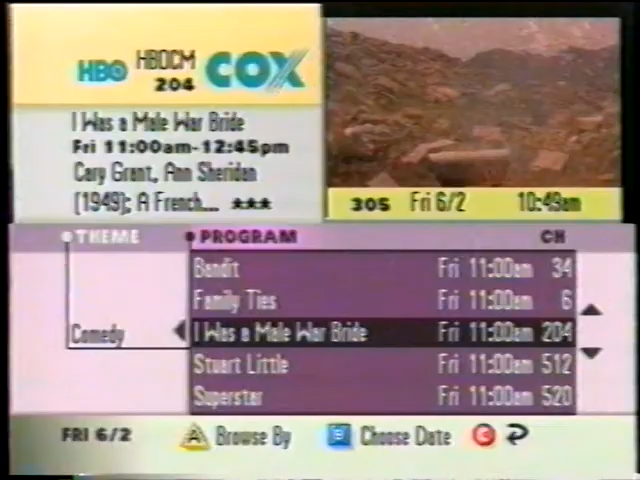 HBO HBOCM COX
204
I Was a Male War Bride
Fri 11:00am-12:45pm
Cary Grant, Ann Sheridan
(1949); A French... ★★★
305 Fri 6/2 10:49am
THEME PROGRAM CH
Bandit Fri 11:00am 34
Family Ties Fri 11:00am 6
Comedy I Was a Male War Bride Fri 11:00am 204
Stuart Little Fri 11:00am 512
Superstar Fri 11:00am 520
FRI 6/2 A Browse By B Choose Date C